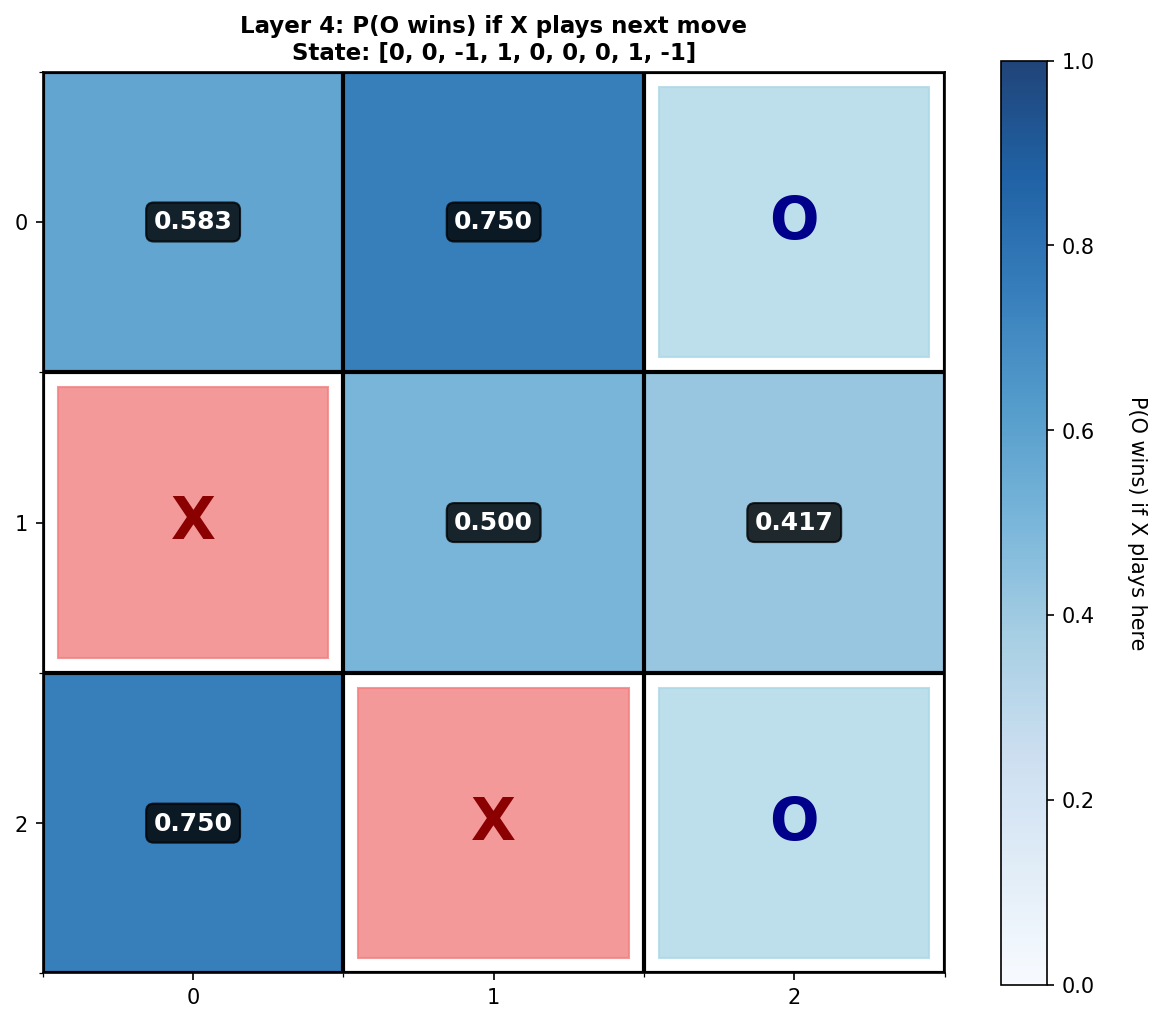 Layer 4: P(O wins) if X plays next move
State: [0, 0, -1, 1, 0, 0, 0, 1, -1]
0
0.583
0.750
O
1
X
0.500
0.417
2
0.750
X
O
0
1
2
1.0
0.8
0.6
0.4
0.2
0.0
P(O wins) if X plays here